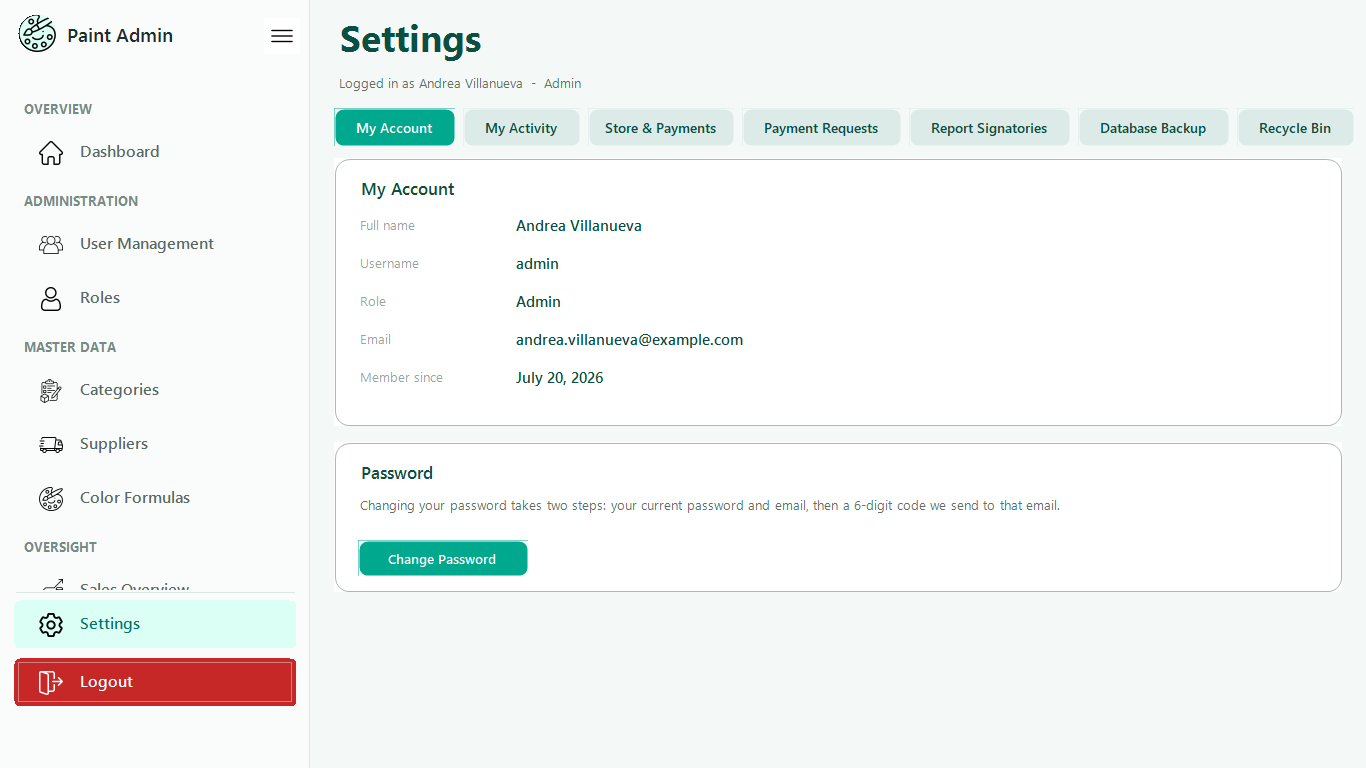 Paint Admin
OVERVIEW
Dashboard
ADMINISTRATION
User Management
Roles
MASTER DATA
Categories
Suppliers
Color Formulas
OVERSIGHT
Sales Overview
Settings
Logout
Settings
Logged in as Andrea Villanueva - Admin
My Account My Activity Store & Payments Payment Requests Report Signatories Database Backup Recycle Bin
My Account
Full name Andrea Villanueva
Username admin
Role Admin
Email andrea.villanueva@example.com
Member since July 20, 2026
Password
Changing your password takes two steps: your current password and email, then a 6-digit code we send to that email.
Change Password